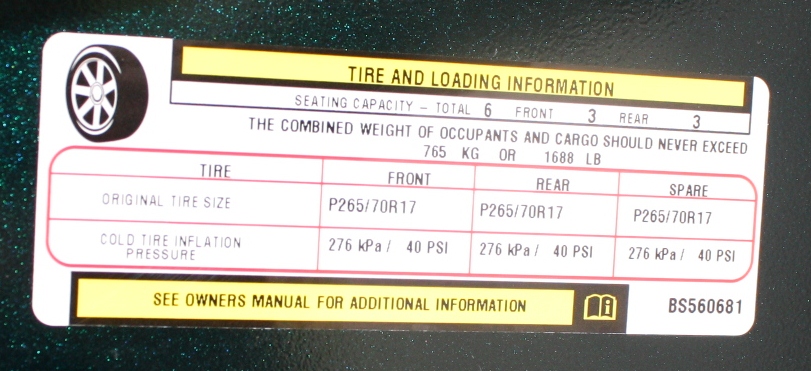 TIRE AND LOADING INFORMATION
SEATING CAPACITY – TOTAL 6 FRONT 3 REAR 3
THE COMBINED WEIGHT OF OCCUPANTS AND CARGO SHOULD NEVER EXCEED
765 KG OR 1688 LB
TIRE FRONT REAR SPARE
ORIGINAL TIRE SIZE P265/70R17 P265/70R17 P265/70R17
COLD TIRE INFLATION PRESSURE 276 kPa / 40 PSI 276 kPa / 40 PSI 276 kPa / 40 PSI
SEE OWNERS MANUAL FOR ADDITIONAL INFORMATION BS560681